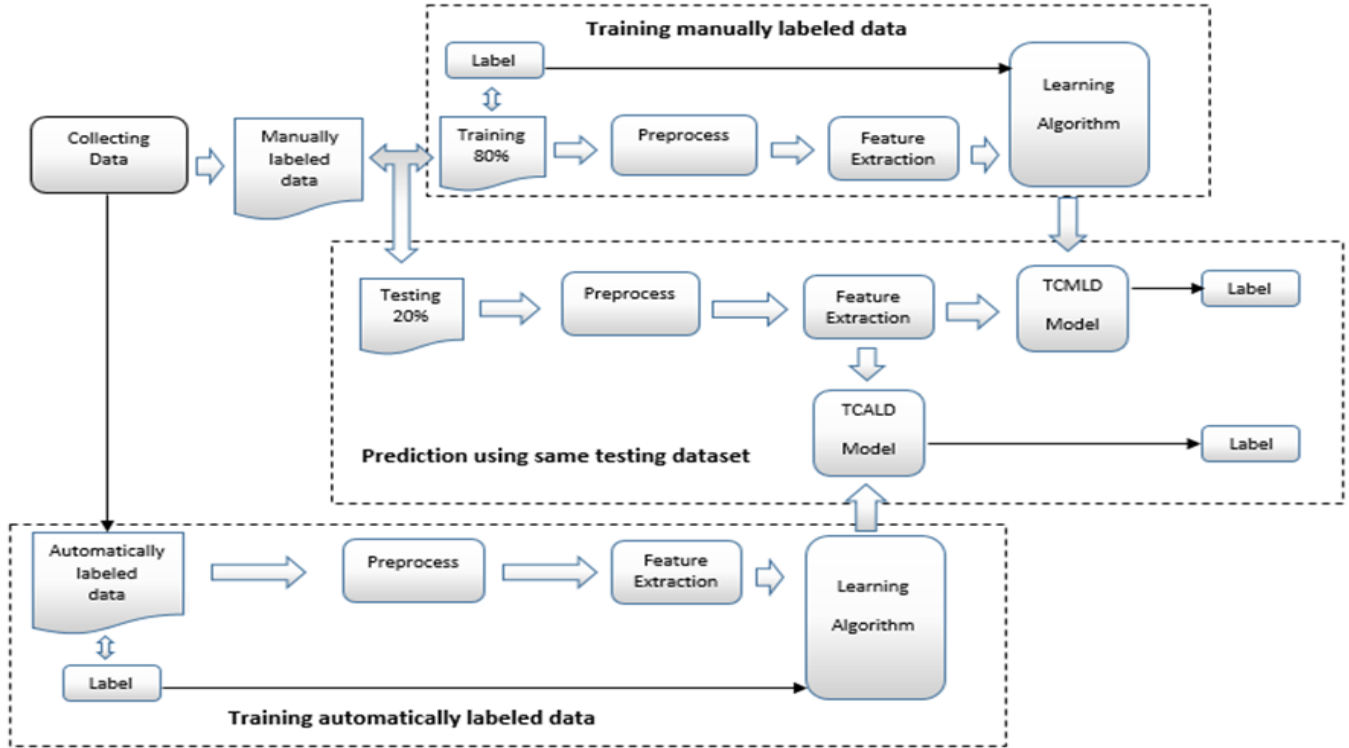 Training manually labeled data
Label
Learning
Algorithm
Collecting
Data
Manually
labeled
data
Training
80%
Preprocess
Feature
Extraction
Testing
20%
Preprocess
Feature
Extraction
TCMLD
Model
Label
TCALD
Model
Label
Prediction using same testing dataset
Automatically
labeled
data
Preprocess
Feature
Extraction
Learning
Algorithm
Label
Training automatically labeled data